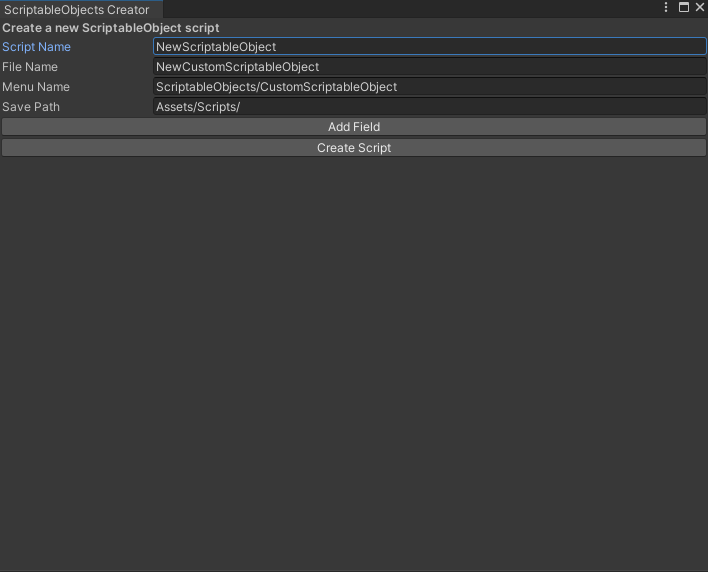 ScriptableObjects Creator
Create a new ScriptableObject script
Script Name NewScriptableObject
File Name NewCustomScriptableObject
Menu Name ScriptableObjects/CustomScriptableObject
Save Path Assets/Scripts/
Add Field
Create Script